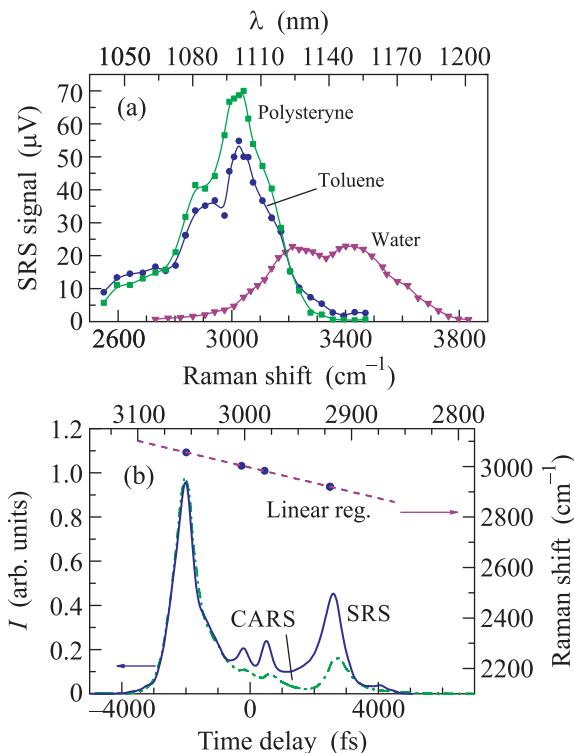 λ (nm)
1050 1080 1110 1140 1170 1200
70
60
50
40
30
20
10
0
SRS signal (μV)
(a)
Polysteryne
Toluene
Water
2600 3000 3400 3800
Raman shift (cm–1)
3100 3000 2900 2800
1.2
1.0
0.8
0.6
0.4
0.2
0
I (arb. units)
(b)
Linear reg.
CARS
SRS
3000
2900
2500
2200
Raman shift (cm–1)
–4000 0 4000
Time delay (fs)